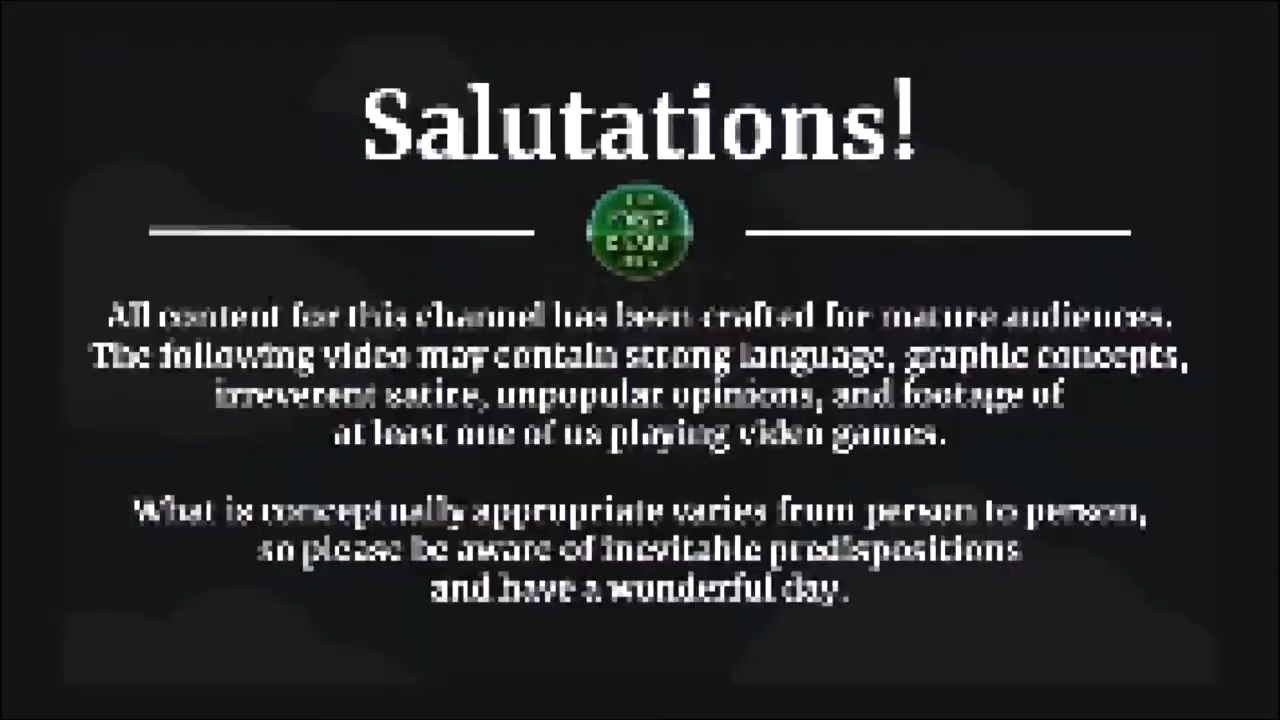 Salutations!
All content for this channel has been crafted for mature audiences.
The following video may contain strong language, graphic concepts,
irreverent satire, unpopular opinions, and footage of
at least one of us playing video games.
What is conceptually appropriate varies from person to person,
so please be aware of inevitable predispositions
and have a wonderful day.